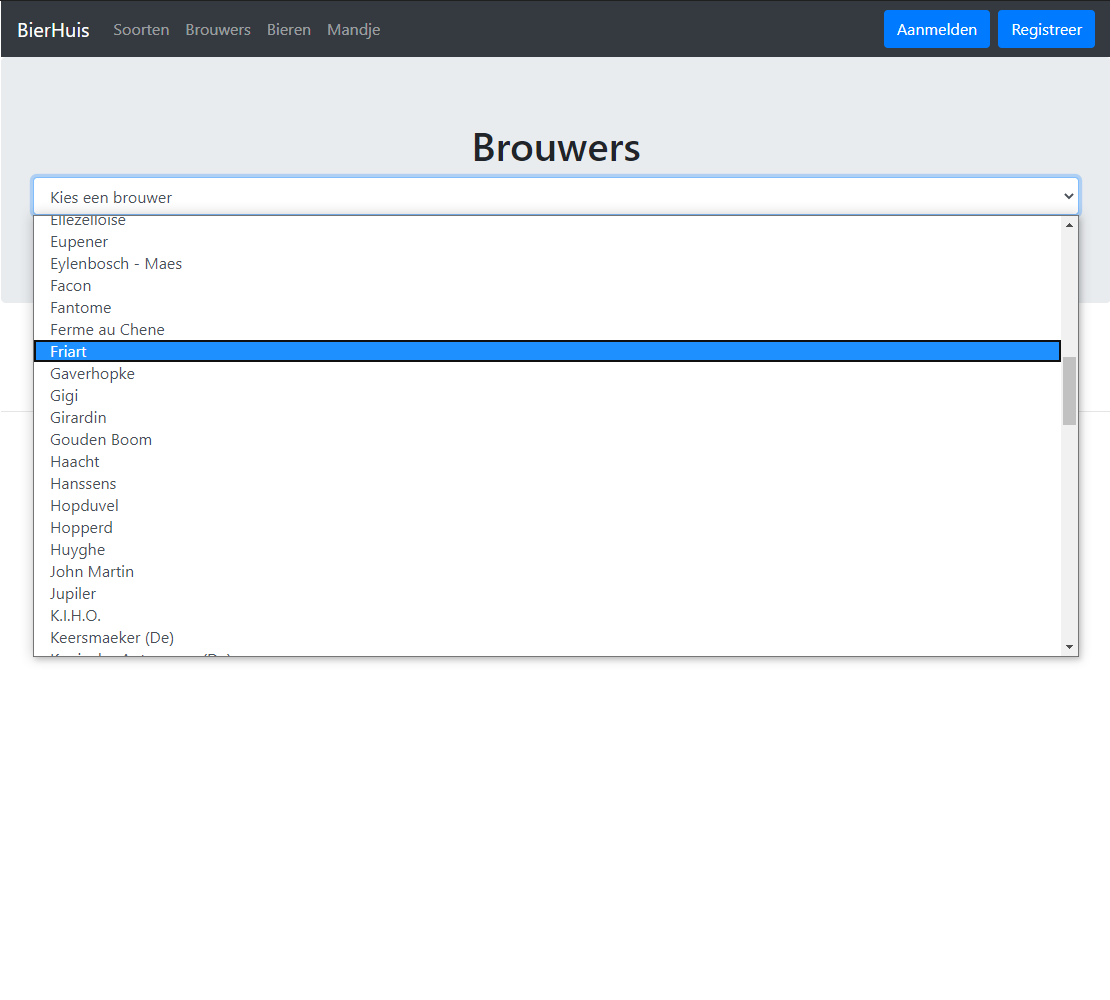 BierHuis Soorten Brouwers Bieren Mandje Aanmelden Registreer
Brouwers
Kies een brouwer
Ellezelloise
Eupener
Eylenbosch - Maes
Facon
Fantome
Ferme au Chene
Friart
Gaverhopke
Gigi
Girardin
Gouden Boom
Haacht
Hanssens
Hopduvel
Hopperd
Huyghe
John Martin
Jupiler
K.I.H.O.
Keersmaeker (De)